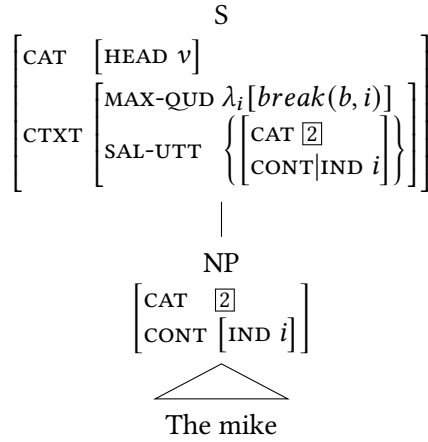 S
CAT [HEAD v]
CTXT [MAX-QUD λi[break(b, i)]
SAL-UTT {[CAT 2
CONT|IND i]}]
NP
[CAT 2
CONT [IND i]]
The mike